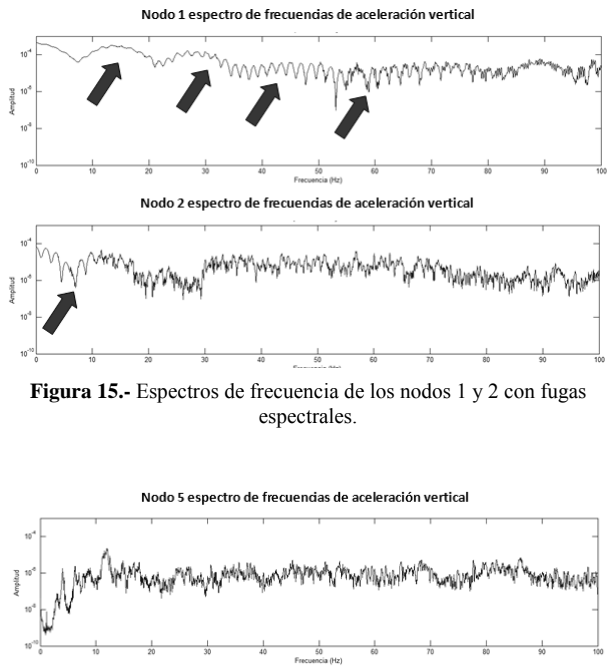 Nodo 1 espectro de frecuencias de aceleración vertical
10^-4
10^-6
10^-8
10^-10
Amplitud
0 10 20 30 40 50 60 70 80 90 100
Frecuencia (Hz)
Nodo 2 espectro de frecuencias de aceleración vertical
10^-4
10^-6
10^-8
10^-10
Amplitud
0 10 20 30 40 50 60 70 80 90 100
Figura 15.- Espectros de frecuencia de los nodos 1 y 2 con fugas
espectrales.
Nodo 5 espectro de frecuencias de aceleración vertical
10^-4
10^-6
10^-8
10^-10
Amplitud
0 10 20 30 40 50 60 70 80 90 100
Frecuencia (Hz)